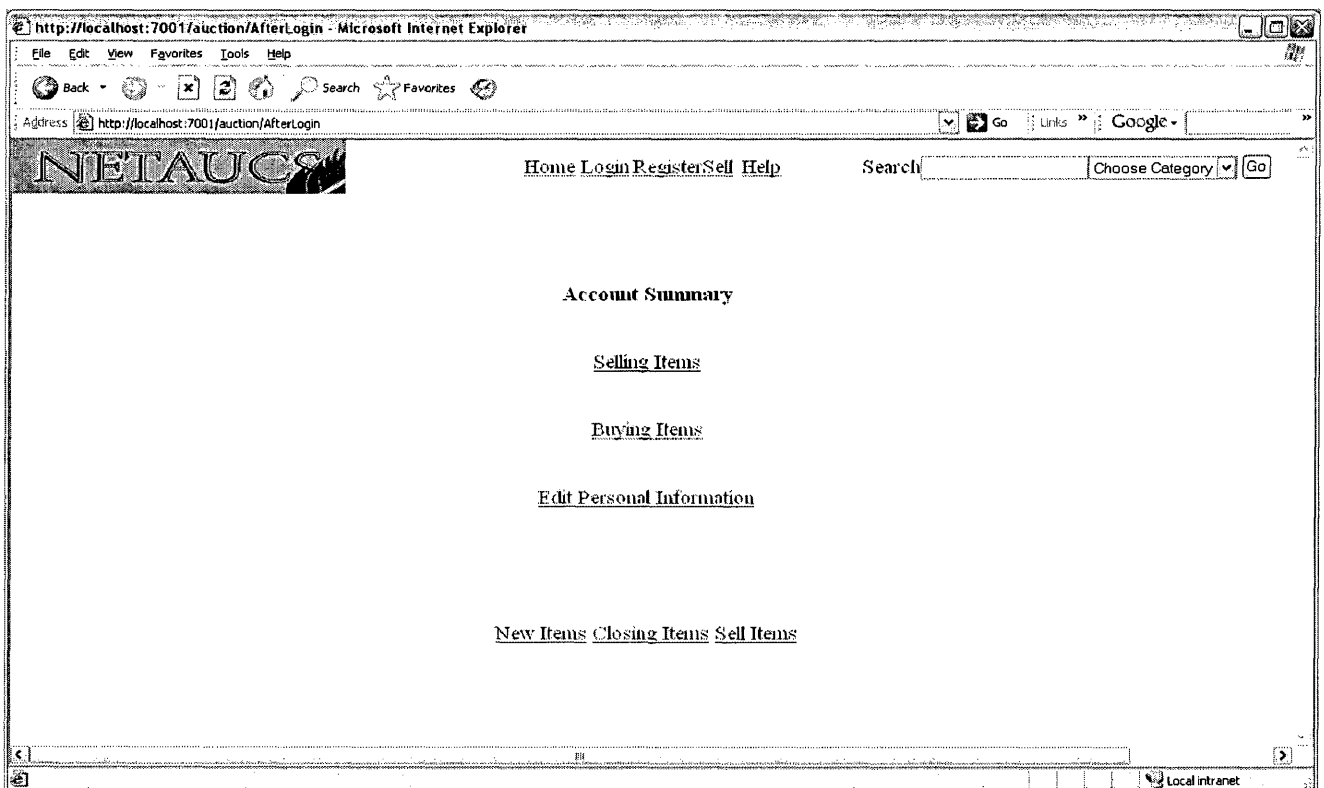 http://localhost:7001/auction/AfterLogin - Microsoft Internet Explorer
File Edit View Favorites Tools Help
Back Search Favorites
Address http://localhost:7001/auction/AfterLogin Go Links » Google »
NETAUCS Home Login RegisterSell Help Search Choose Category Go
Account Summary
Selling Items
Buying Items
Edit Personal Information
New Items Closing Items Sell Items
Local intranet